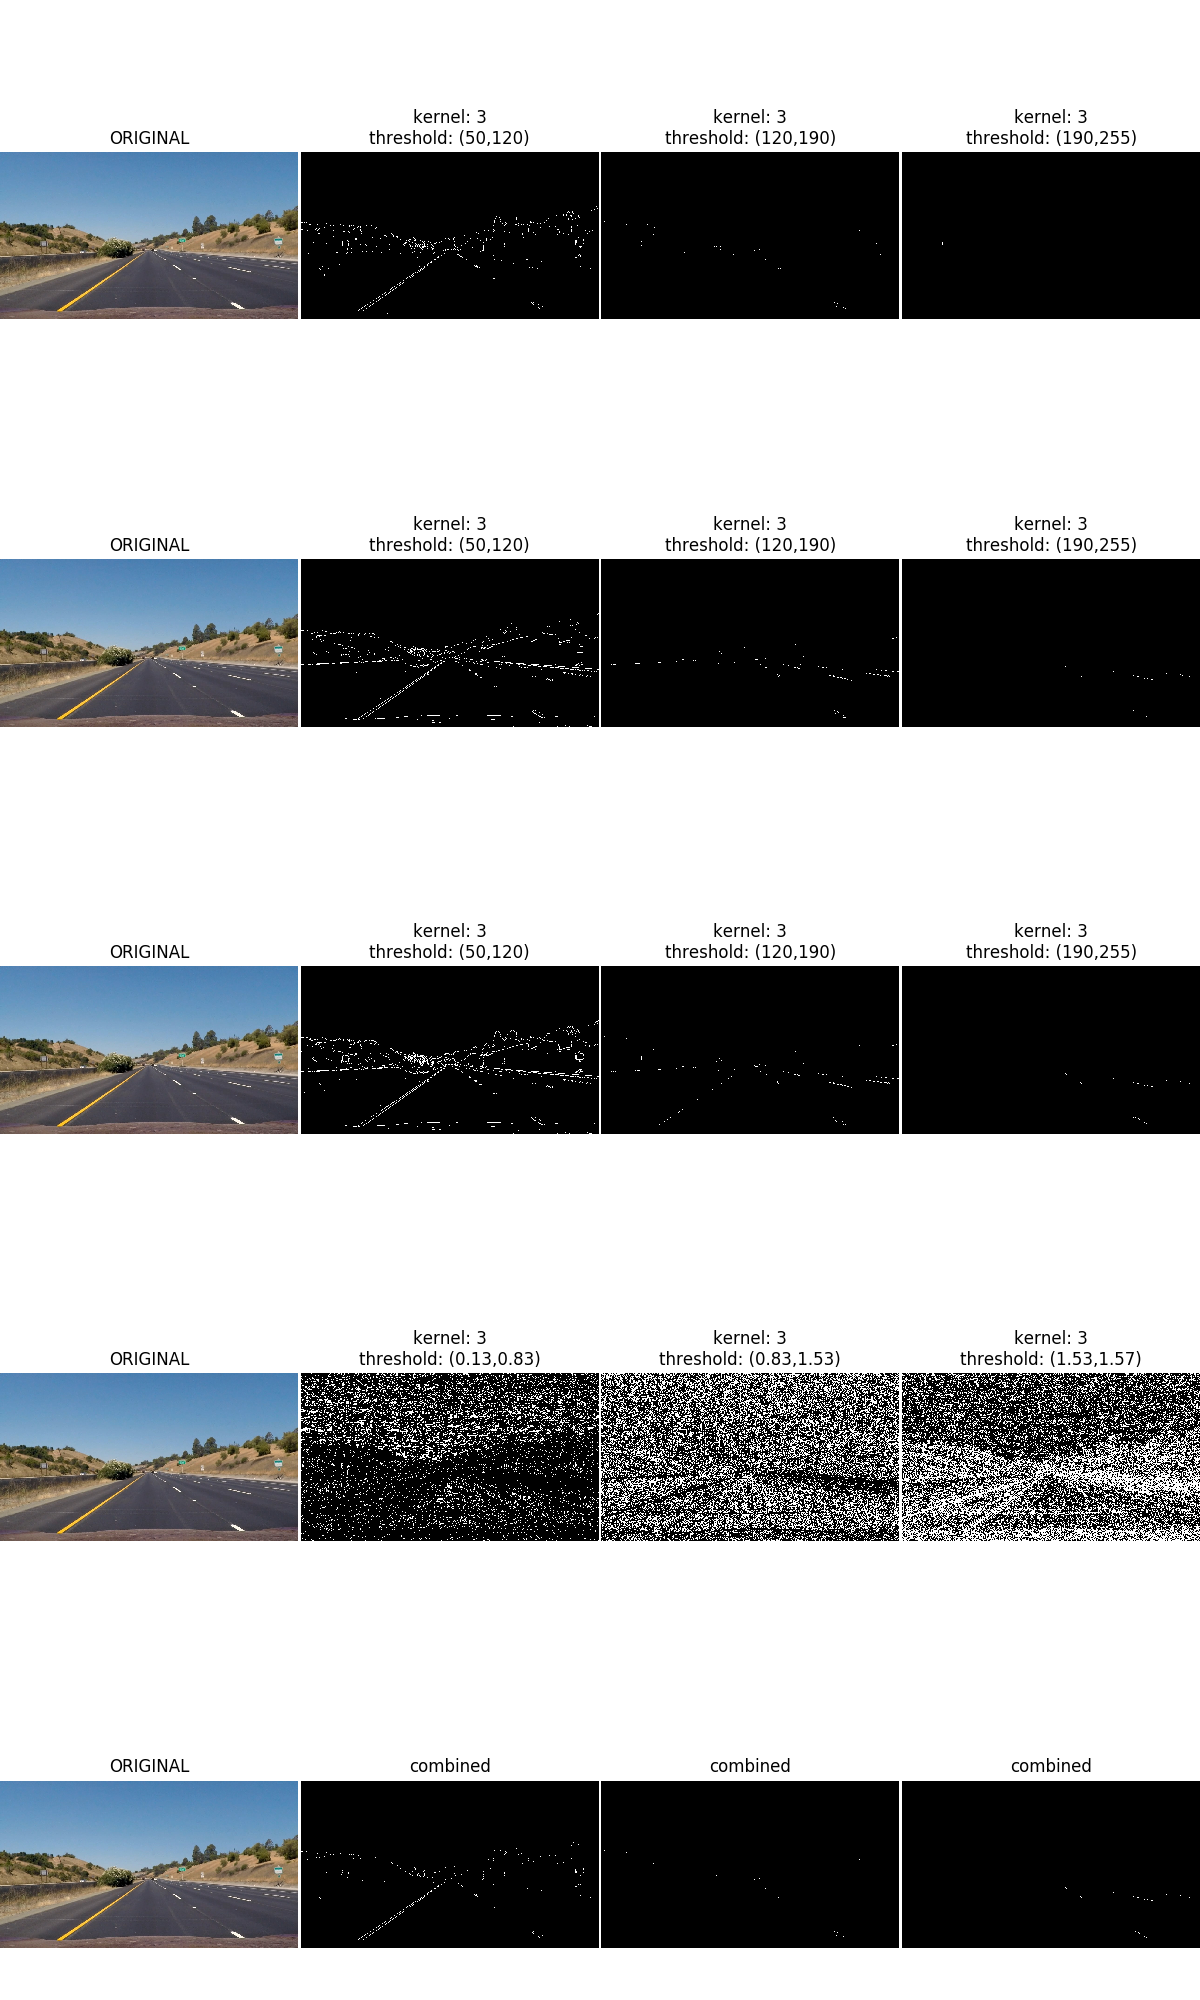 ORIGINAL
kernel: 3
threshold: (50,120)
kernel: 3
threshold: (120,190)
kernel: 3
threshold: (190,255)
ORIGINAL
kernel: 3
threshold: (50,120)
kernel: 3
threshold: (120,190)
kernel: 3
threshold: (190,255)
ORIGINAL
kernel: 3
threshold: (50,120)
kernel: 3
threshold: (120,190)
kernel: 3
threshold: (190,255)
ORIGINAL
kernel: 3
threshold: (0.13,0.83)
kernel: 3
threshold: (0.83,1.53)
kernel: 3
threshold: (1.53,1.57)
ORIGINAL
combined
combined
combined